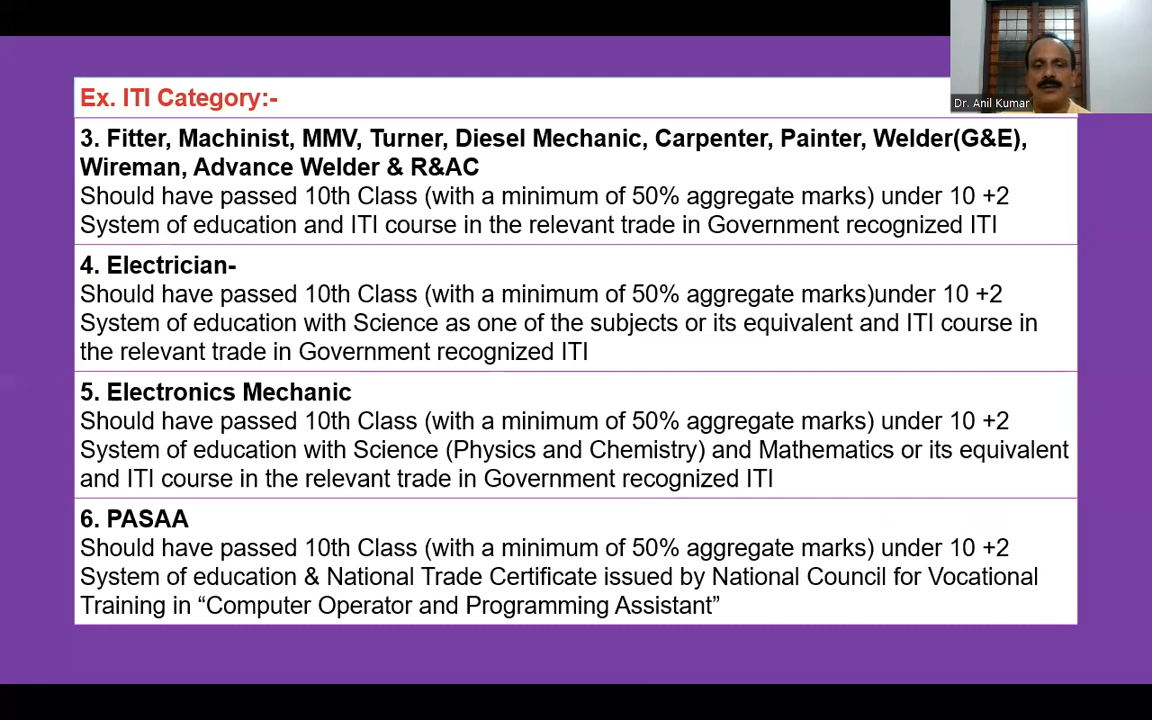 Ex. ITI Category:-
Dr. Anil Kumar
3. Fitter, Machinist, MMV, Turner, Diesel Mechanic, Carpenter, Painter, Welder(G&E),
Wireman, Advance Welder & R&AC
Should have passed 10th Class (with a minimum of 50% aggregate marks) under 10 +2
System of education and ITI course in the relevant trade in Government recognized ITI
4. Electrician-
Should have passed 10th Class (with a minimum of 50% aggregate marks)under 10 +2
System of education with Science as one of the subjects or its equivalent and ITI course in
the relevant trade in Government recognized ITI
5. Electronics Mechanic
Should have passed 10th Class (with a minimum of 50% aggregate marks) under 10 +2
System of education with Science (Physics and Chemistry) and Mathematics or its equivalent
and ITI course in the relevant trade in Government recognized ITI
6. PASAA
Should have passed 10th Class (with a minimum of 50% aggregate marks) under 10 +2
System of education & National Trade Certificate issued by National Council for Vocational
Training in “Computer Operator and Programming Assistant”